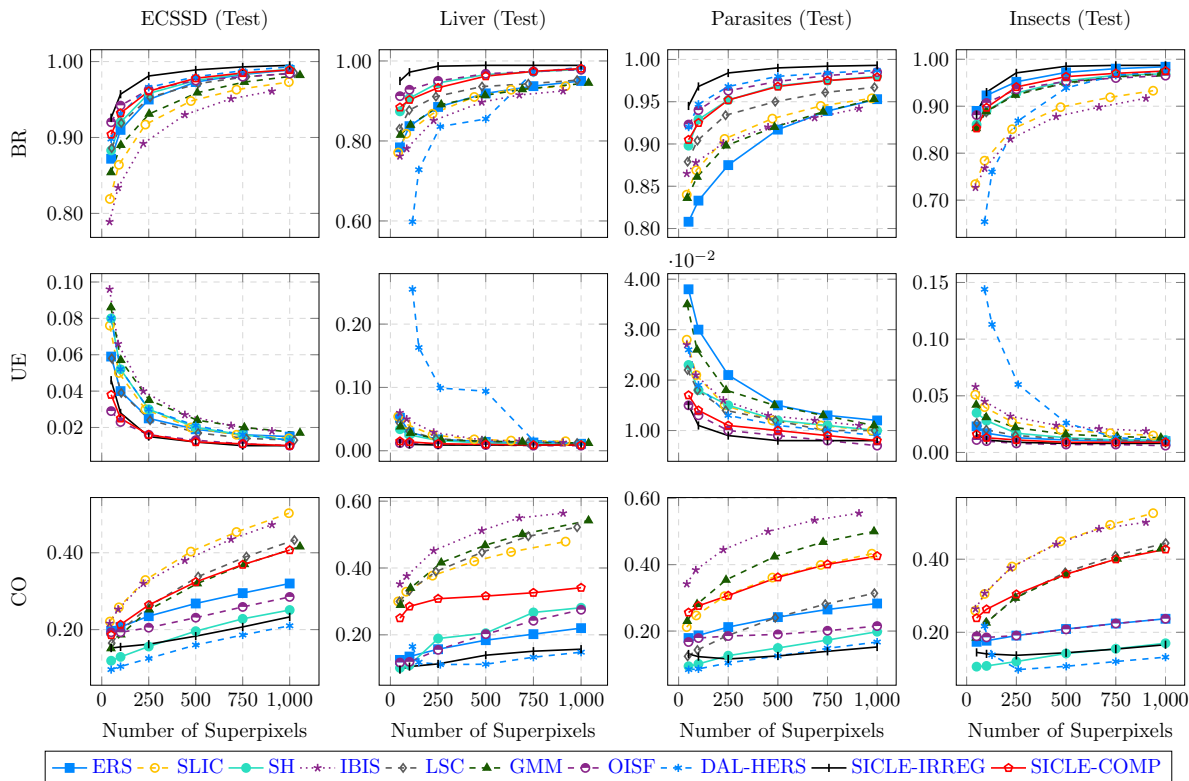 ECSSD (Test) Liver (Test) Parasites (Test) Insects (Test)
BR
1.00 0.90 0.80
1.00 0.80 0.60
1.00 0.95 0.90 0.85 0.80
1.00 0.90 0.80 0.70
·10⁻²
UE
0.10 0.08 0.06 0.04 0.02
0.20 0.10 0.00
4.00 3.00 2.00 1.00
0.15 0.10 0.05 0.00
CO
0.40 0.20
0.60 0.40 0.20
0.60 0.40 0.20
0.40 0.20
0 250 500 750 1,000 0 250 500 750 1,000 0 250 500 750 1,000 0 250 500 750 1,000
Number of Superpixels Number of Superpixels Number of Superpixels Number of Superpixels
ERS SLIC SH IBIS LSC GMM OISF DAL-HERS SICLE-IRREG SICLE-COMP